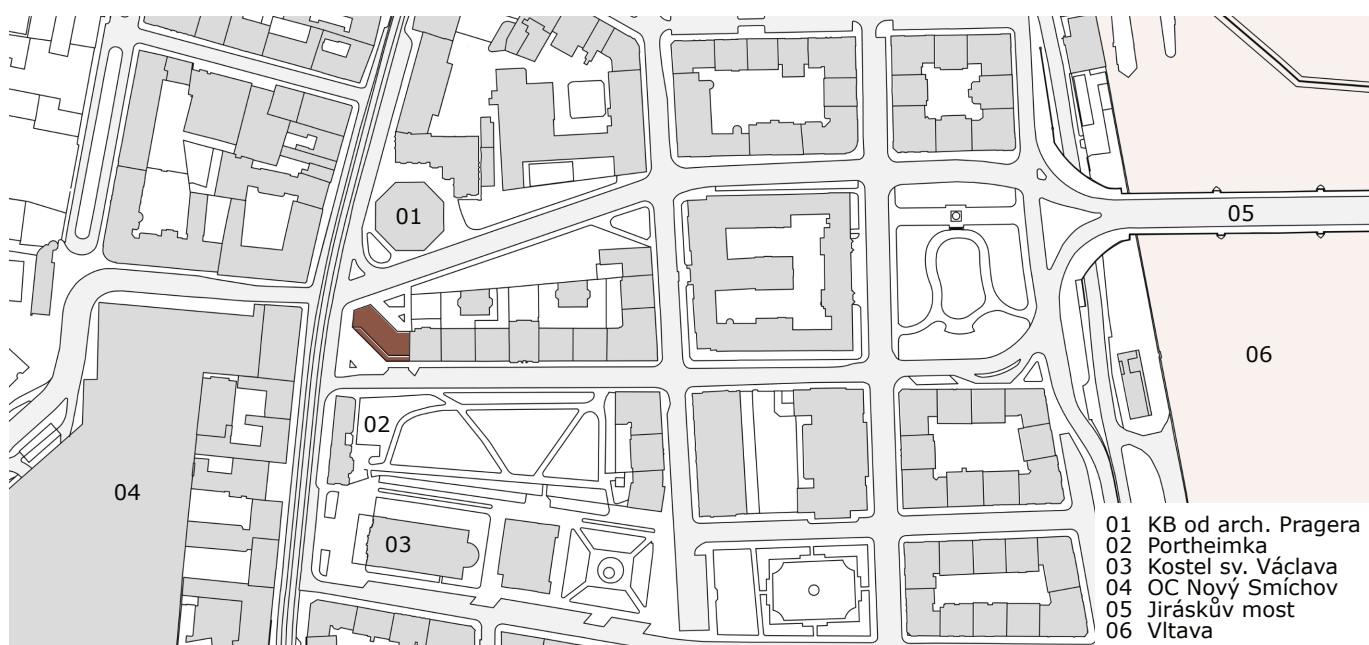 01
05
06
02
04
03
01 KB od arch. Pragera
02 Portheimka
03 Kostel sv. Václava
04 OC Nový Smíchov
05 Jiráskův most
06 Vltava